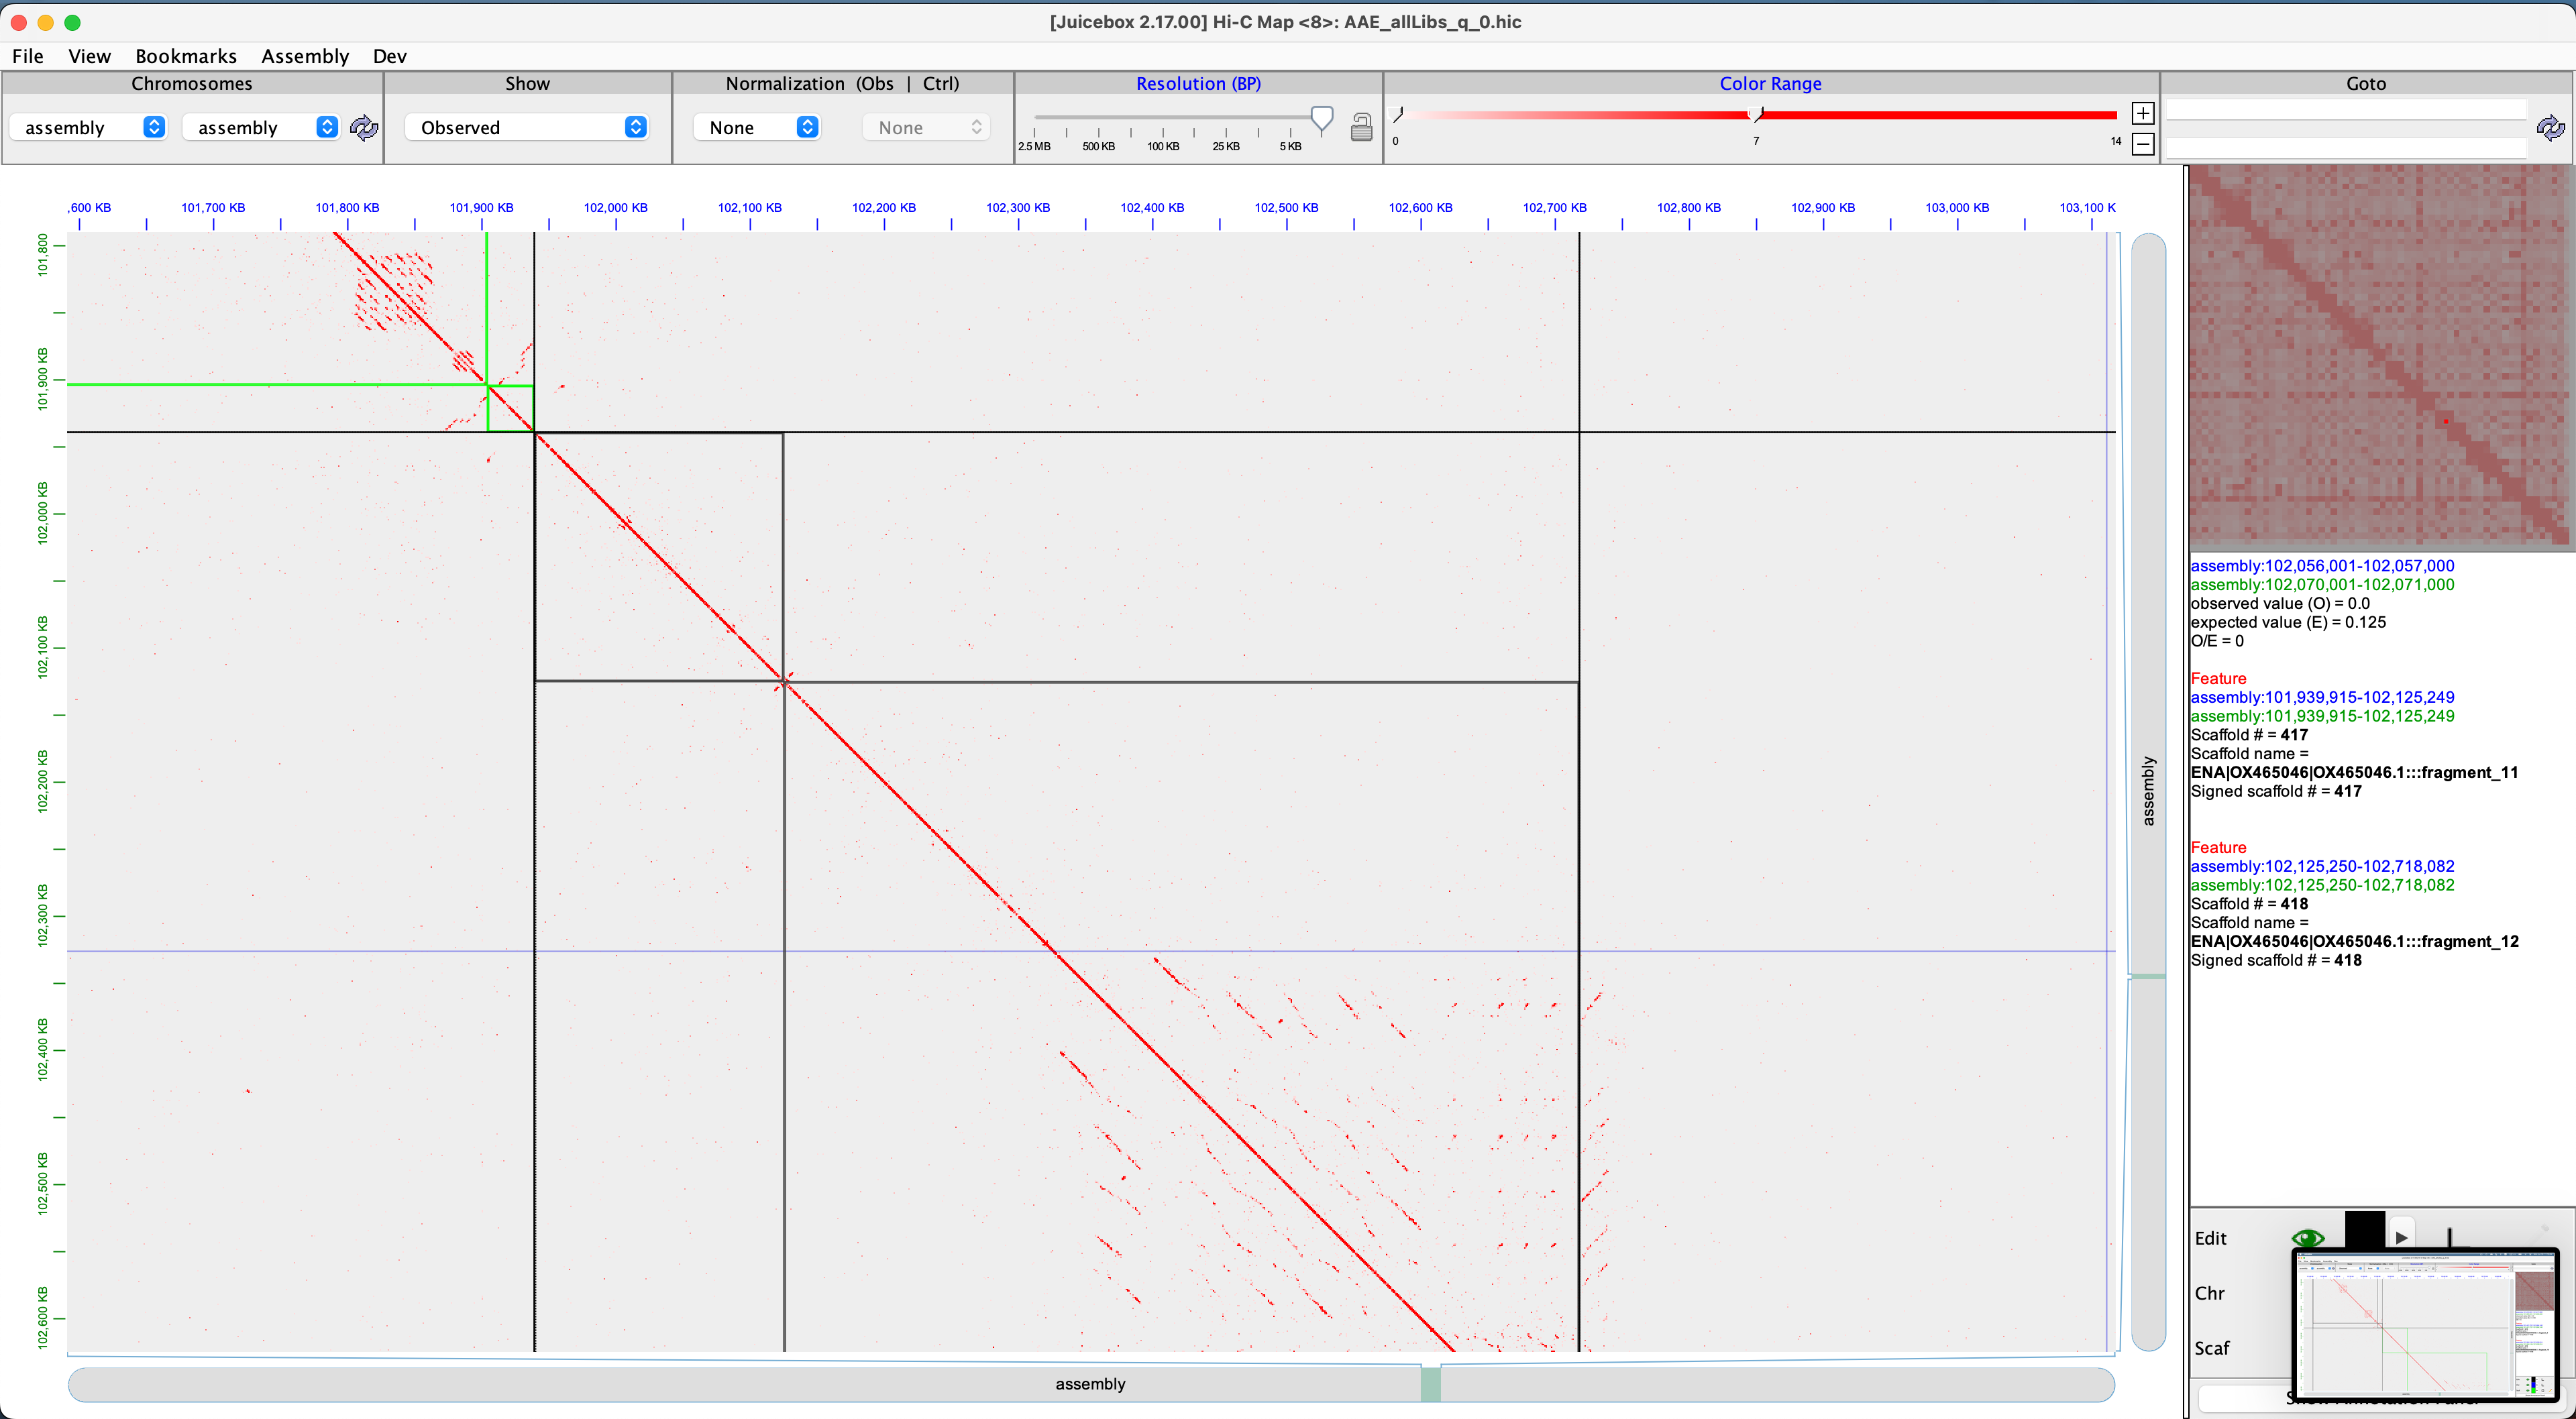 [Juicebox 2.17.00] Hi-C Map <8>: AAE_allLibs_q_0.hic
File View Bookmarks Assembly Dev
Chromosomes Show Normalization (Obs | Ctrl) Resolution (BP) Color Range Goto
assembly assembly Observed None None
2.5 MB 500 KB 100 KB 25 KB 5 KB
0 7 14
,600 KB 101,700 KB 101,800 KB 101,900 KB 102,000 KB 102,100 KB 102,200 KB 102,300 KB 102,400 KB 102,500 KB 102,600 KB 102,700 KB 102,800 KB 102,900 KB 103,000 KB 103,100 K
101,800
101,900 KB
102,000 KB
102,100 KB
102,200 KB
102,300 KB
102,400 KB
102,500 KB
102,600 KB
assembly
assembly
assembly:102,056,001-102,057,000
assembly:102,070,001-102,071,000
observed value (O) = 0.0
expected value (E) = 0.125
O/E = 0
Feature
assembly:101,939,915-102,125,249
assembly:101,939,915-102,125,249
Scaffold # = 417
Scaffold name =
ENA|OX465046|OX465046.1:::fragment_11
Signed scaffold # = 417
Feature
assembly:102,125,250-102,718,082
assembly:102,125,250-102,718,082
Scaffold # = 418
Scaffold name =
ENA|OX465046|OX465046.1:::fragment_12
Signed scaffold # = 418
Edit
Chr
Scaf